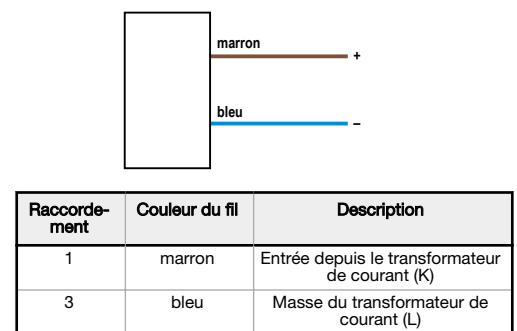 marron
+
bleu
–
Raccorde-
ment
Couleur du fil
Description
1
marron
Entrée depuis le transformateur
de courant (K)
3
bleu
Masse du transformateur de
courant (L)